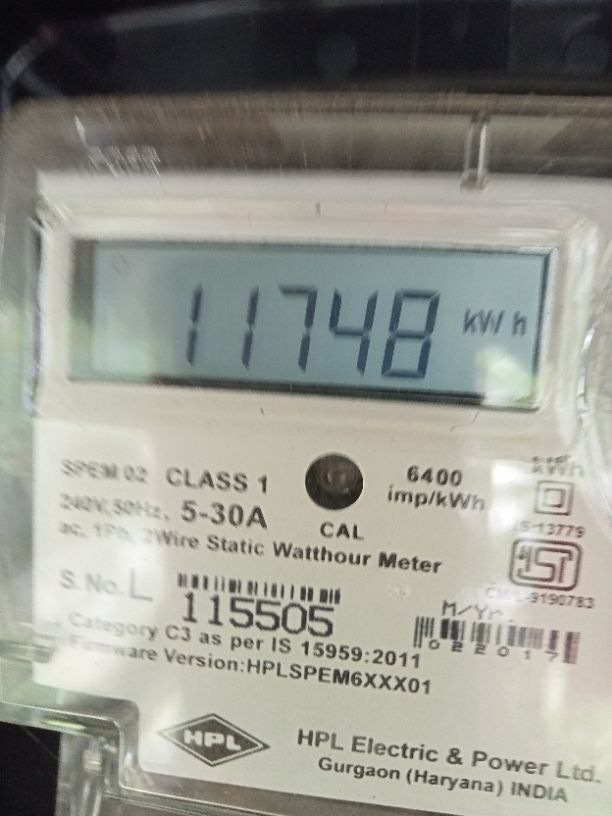 11748 kWh
SPEM 02 CLASS 1
240V, 50Hz, 5-30A
ac, 1Ph, 2Wire Static Watthour Meter
CAL
6400
imp/kWh
IS-13779
ISI
CM/L-9190783
S.No. L
115505
M/Yr.
022017
Category C3 as per IS 15959:2011
Firmware Version:HPLSPEM6XXX01
HPL
HPL Electric & Power Ltd.
Gurgaon (Haryana) INDIA